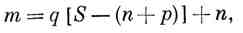 m = q [S − (n + p)] + n,